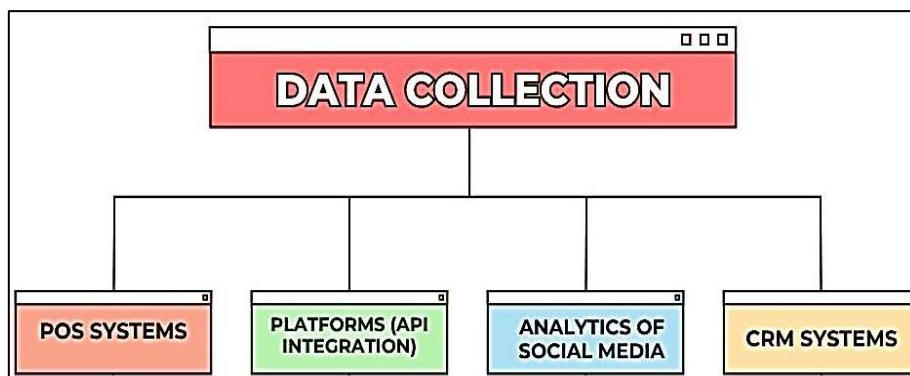 DATA COLLECTION
POS SYSTEMS
PLATFORMS (API
INTEGRATION)
ANALYTICS OF
SOCIAL MEDIA
CRM SYSTEMS